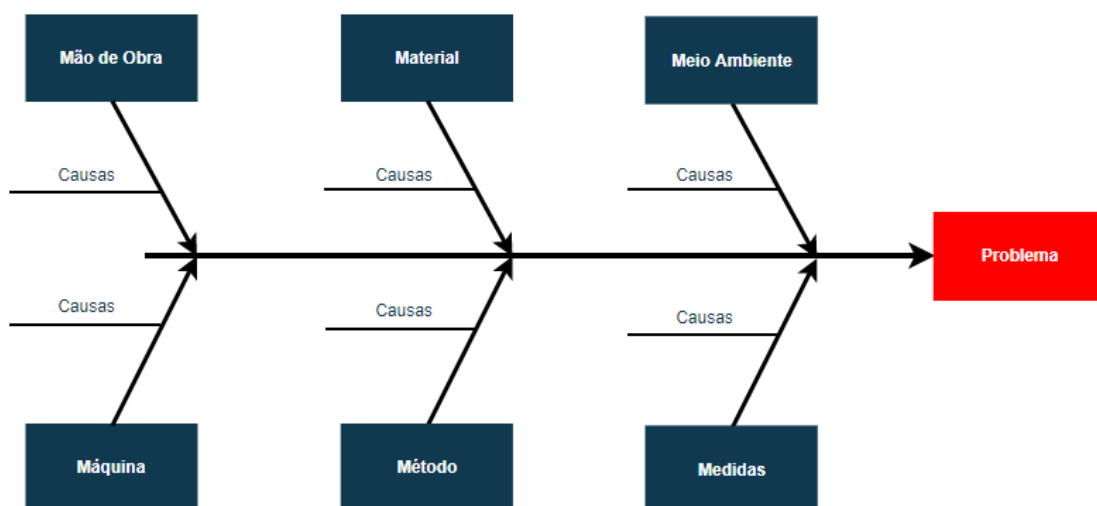 Mão de Obra
Material
Meio Ambiente
Causas
Causas
Causas
Problema
Causas
Causas
Causas
Máquina
Método
Medidas